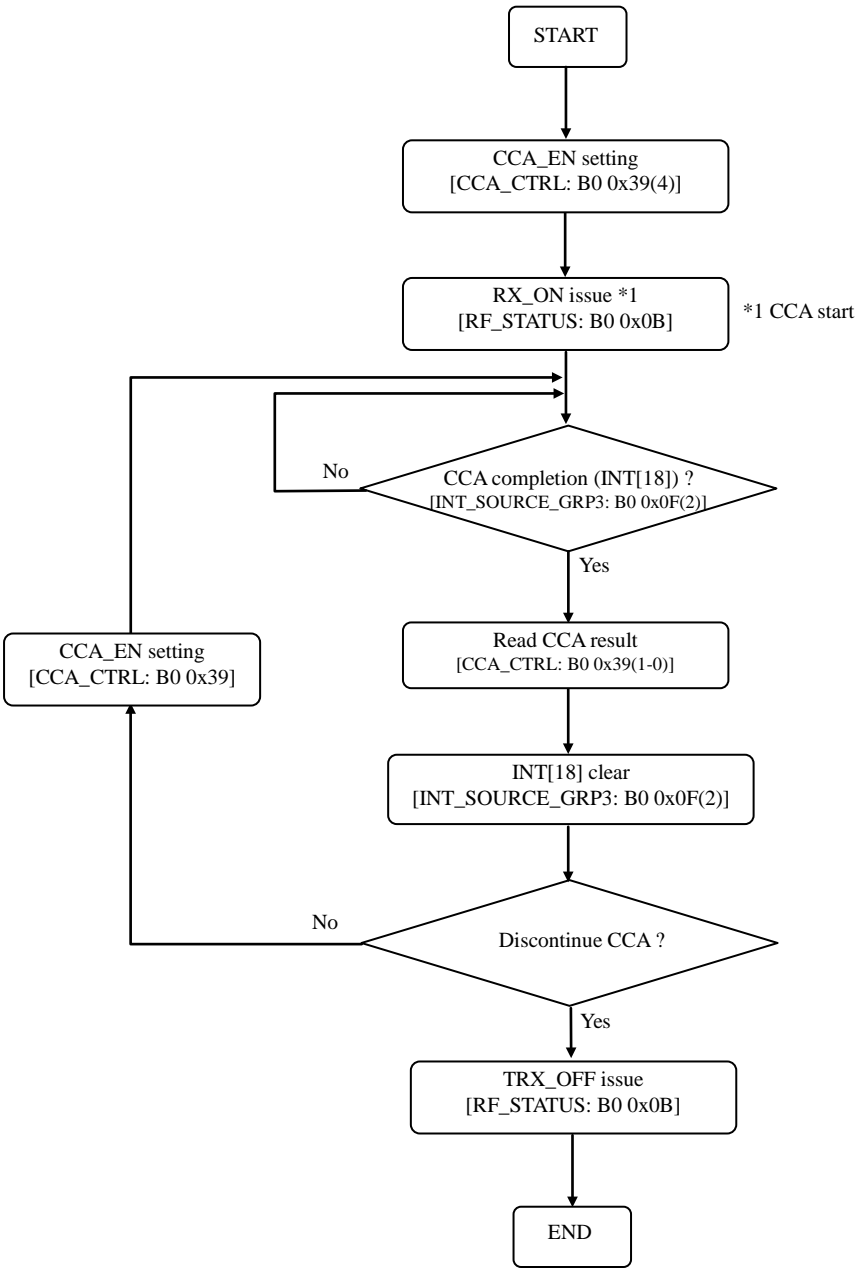 START
CCA_EN setting
[CCA_CTRL: B0 0x39(4)]
RX_ON issue *1
[RF_STATUS: B0 0x0B]
*1 CCA start
No
CCA completion (INT[18]) ?
[INT_SOURCE_GRP3: B0 0x0F(2)]
Yes
Read CCA result
[CCA_CTRL: B0 0x39(1-0)]
CCA_EN setting
[CCA_CTRL: B0 0x39]
INT[18] clear
[INT_SOURCE_GRP3: B0 0x0F(2)]
No
Discontinue CCA ?
Yes
TRX_OFF issue
[RF_STATUS: B0 0x0B]
END